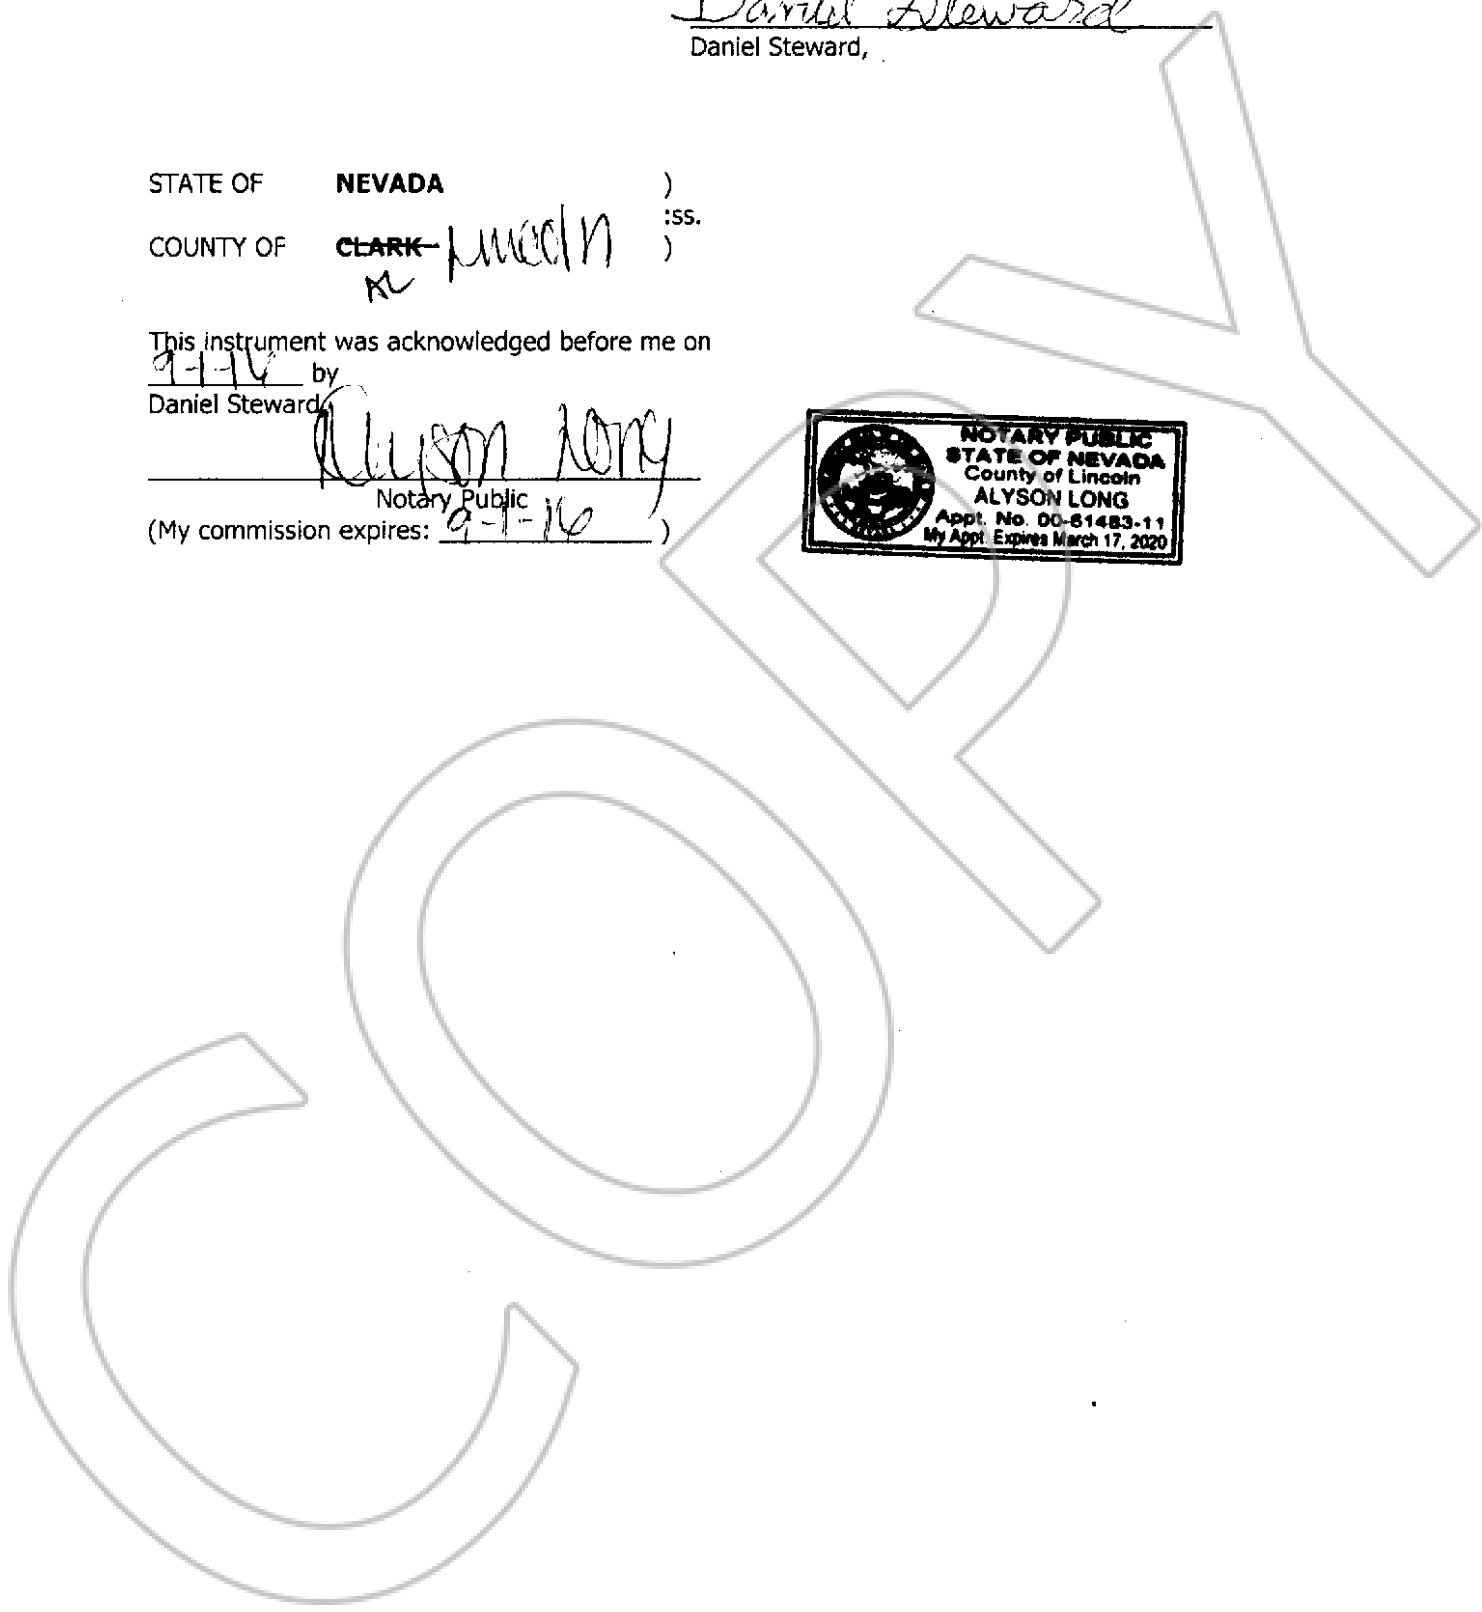 Daniel Steward
Daniel Steward,
STATE OF NEVADA )
:ss.
COUNTY OF CLARK Lincoln )
AL
This instrument was acknowledged before me on
9-1-16 by
Daniel Steward
Alyson Long
Notary Public
(My commission expires: 9-1-16 )
NOTARY PUBLIC
STATE OF NEVADA
County of Lincoln
ALYSON LONG
Appt. No. 00-61483-11
My Appt. Expires March 17, 2020
COPY